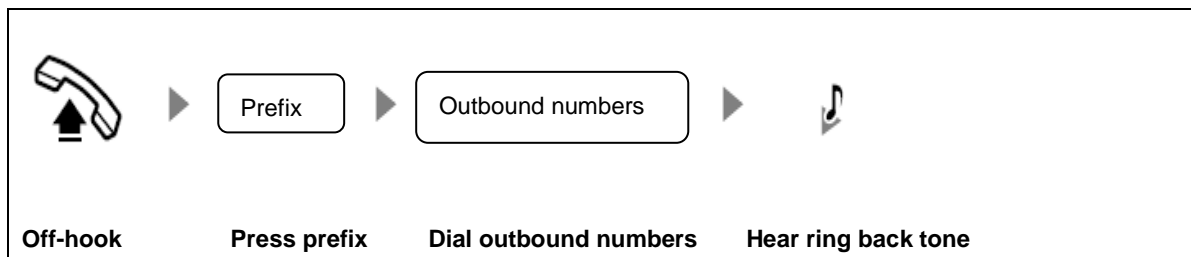 Prefix
Outbound numbers
Off-hook
Press prefix
Dial outbound numbers
Hear ring back tone